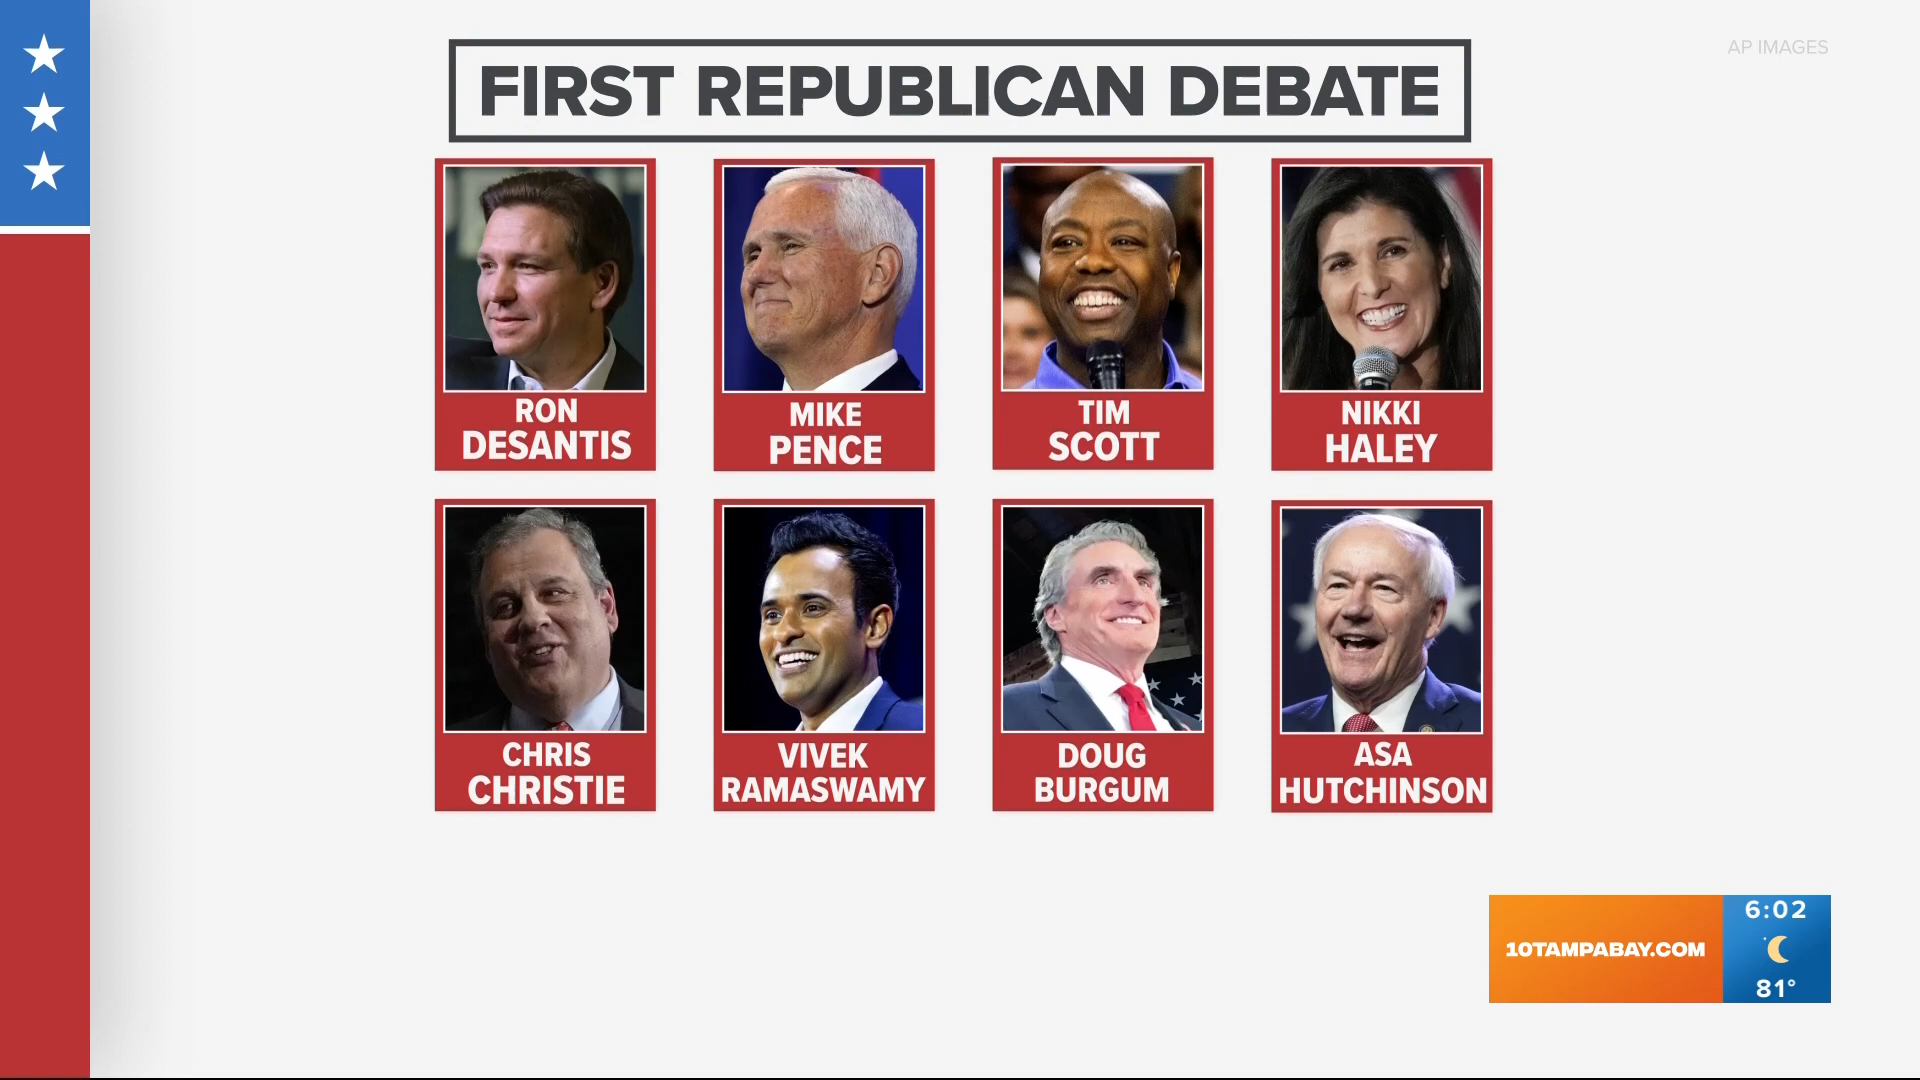 AP IMAGES
FIRST REPUBLICAN DEBATE
RON
DESANTIS
MIKE
PENCE
TIM
SCOTT
NIKKI
HALEY
CHRIS
CHRISTIE
VIVEK
RAMASWAMY
DOUG
BURGUM
ASA
HUTCHINSON
10TAMPABAY.COM
6:02
81°